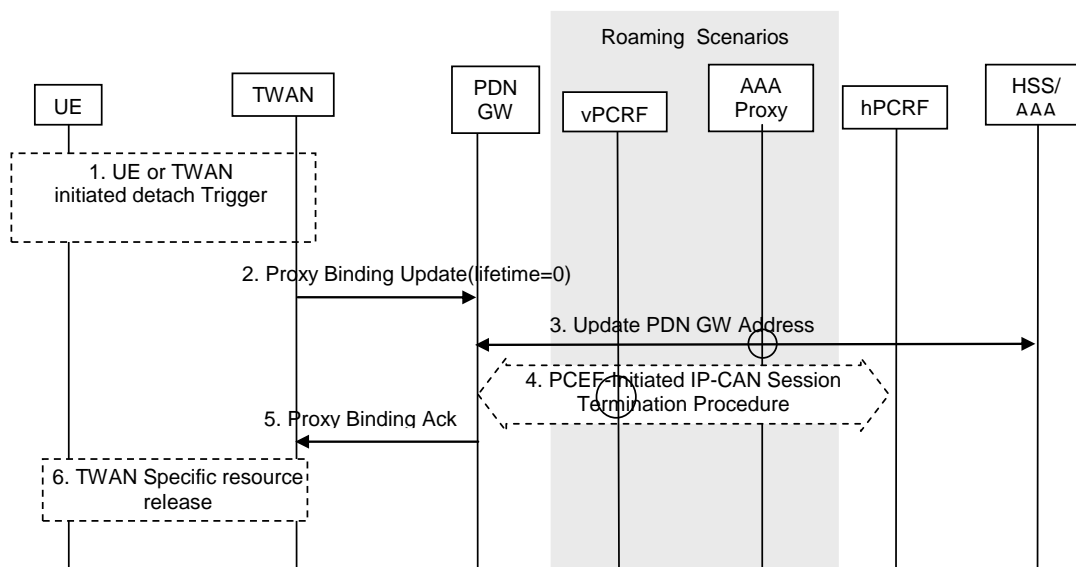 Roaming Scenarios
UE
TWAN
PDN
GW
vPCRF
AAA
Proxy
hPCRF
HSS/
AAA
1. UE or TWAN
initiated detach Trigger
2. Proxy Binding Update(lifetime=0)
3. Update PDN GW Address
4. PCEF-Initiated IP-CAN Session
Termination Procedure
5. Proxy Binding Ack
6. TWAN Specific resource
release